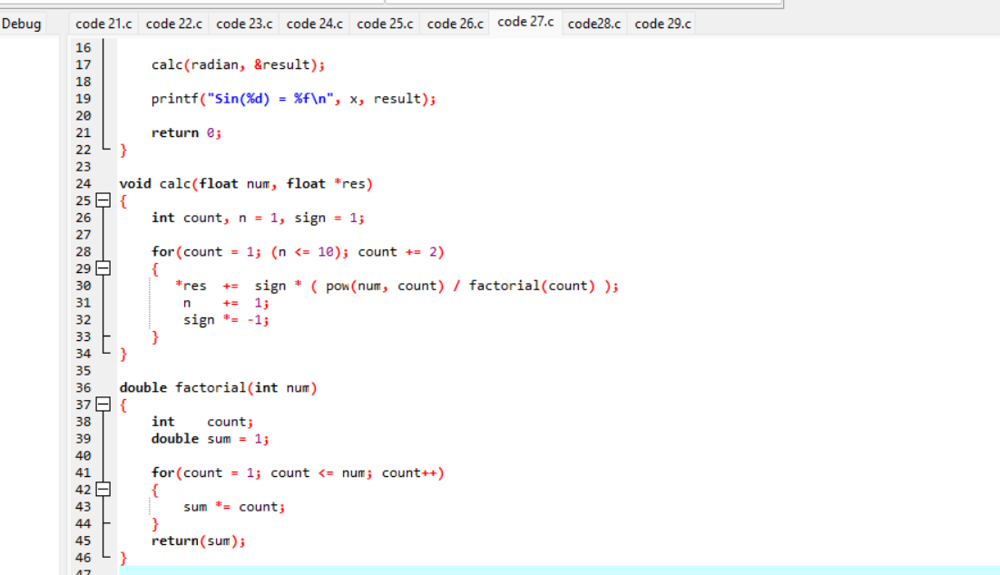 Debug
code 21.c code 22.c code 23.c code 24.c code 25.c code 26.c code 27.c code28.c code 29.c
16
17 calc(radian, &result);
18
19 printf("Sin(%d) = %f\n", x, result);
20
21 return 0;
22 }
23
24 void calc(float num, float *res)
25 {
26 int count, n = 1, sign = 1;
27
28 for(count = 1; (n <= 10); count += 2)
29 {
30 *res += sign * ( pow(num, count) / factorial(count) );
31 n += 1;
32 sign *= -1;
33 }
34 }
35
36 double factorial(int num)
37 {
38 int count;
39 double sum = 1;
40
41 for(count = 1; count <= num; count++)
42 {
43 sum *= count;
44 }
45 return(sum);
46 }
47